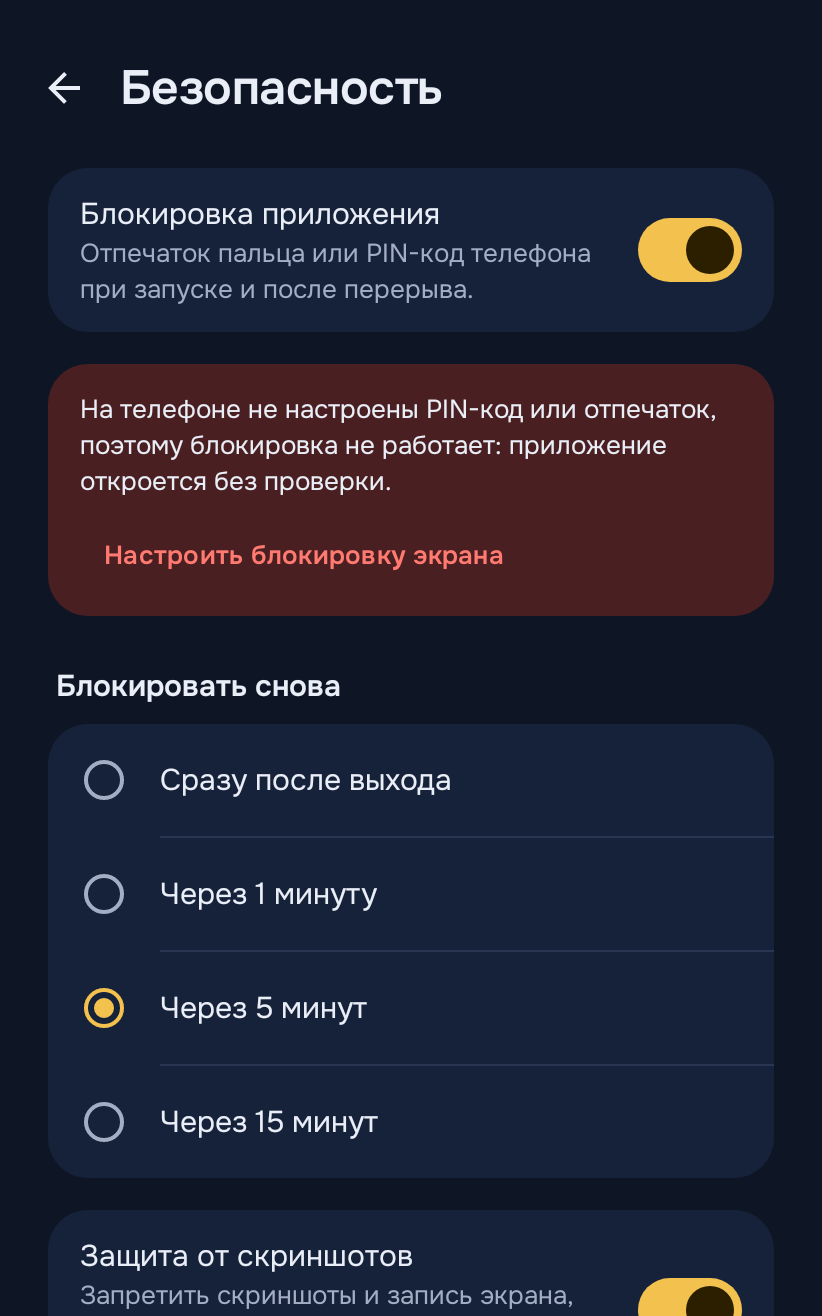 Безопасность
Блокировка приложения
Отпечаток пальца или PIN-код телефона
при запуске и после перерыва.
На телефоне не настроены PIN-код или отпечаток,
поэтому блокировка не работает: приложение
откроется без проверки.
Настроить блокировку экрана
Блокировать снова
Сразу после выхода
Через 1 минуту
Через 5 минут
Через 15 минут
Защита от скриншотов
Запретить скриншоты и запись экрана,